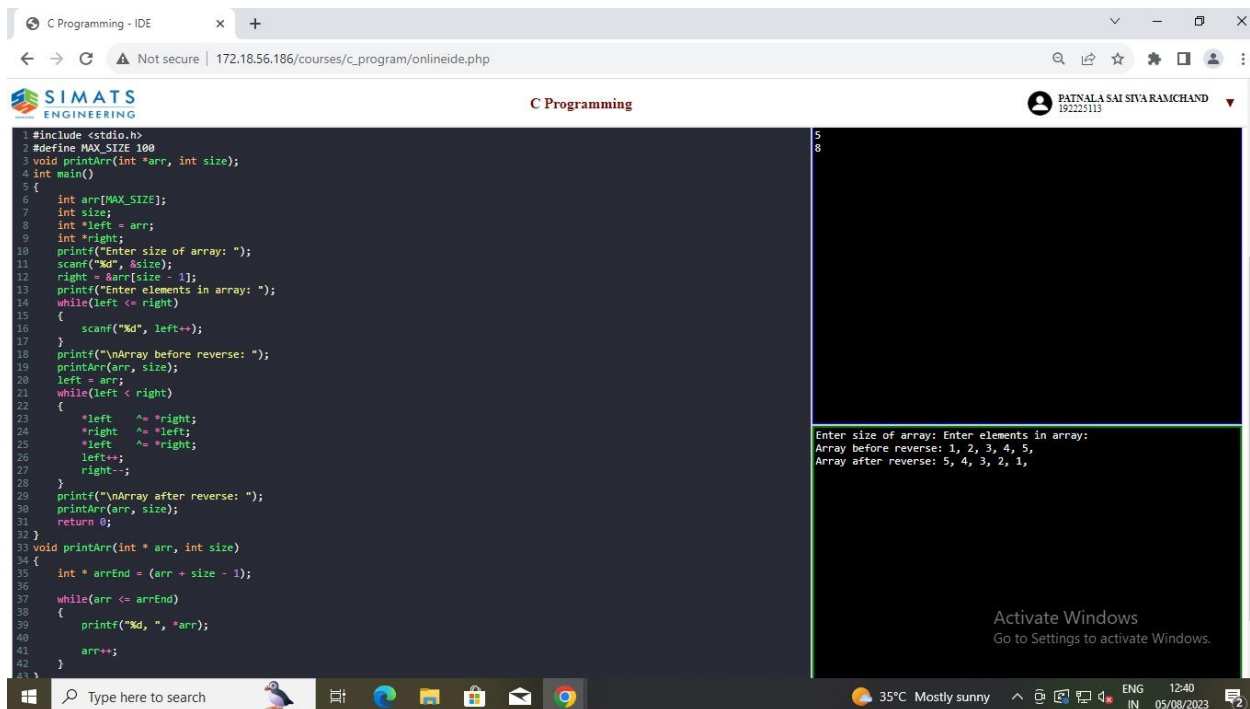 C Programming - IDE
Not secure | 172.18.56.186/courses/c_program/onlineide.php
SIMATS
ENGINEERING
C Programming
PATNALA SAI SIVA RAMCHAND
192225113
1 #include <stdio.h>
2 #define MAX_SIZE 100
3 void printArr(int *arr, int size);
4 int main()
5 {
6     int arr[MAX_SIZE];
7     int size;
8     int *left = arr;
9     int *right;
10     printf("Enter size of array: ");
11     scanf("%d", &size);
12     right = &arr[size - 1];
13     printf("Enter elements in array: ");
14     while(left <= right)
15     {
16         scanf("%d", left++);
17     }
18     printf("\nArray before reverse: ");
19     printArr(arr, size);
20     left = arr;
21     while(left < right)
22     {
23         *left    ^= *right;
24         *right   ^= *left;
25         *left    ^= *right;
26         left++;
27         right--;
28     }
29     printf("\nArray after reverse: ");
30     printArr(arr, size);
31     return 0;
32 }
33 void printArr(int * arr, int size)
34 {
35     int * arrEnd = (arr + size - 1);
36
37     while(arr <= arrEnd)
38     {
39         printf("%d, ", *arr);
40
41         arr++;
42     }
43 }
5
8
Enter size of array: Enter elements in array:
Array before reverse: 1, 2, 3, 4, 5,
Array after reverse: 5, 4, 3, 2, 1,
Activate Windows
Go to Settings to activate Windows.
Type here to search
35°C Mostly sunny
ENG
IN
12:40
05/08/2023
2